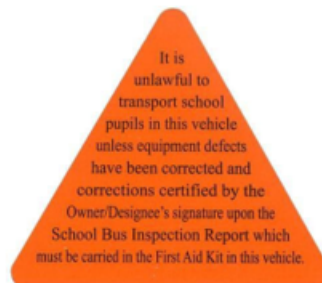 It is
unlawful to
transport school
pupils in this vehicle
unless equipment defects
have been corrected and
corrections certified by the
Owner/Designee's signature upon the
School Bus Inspection Report which
must be carried in the First Aid Kit in this vehicle.